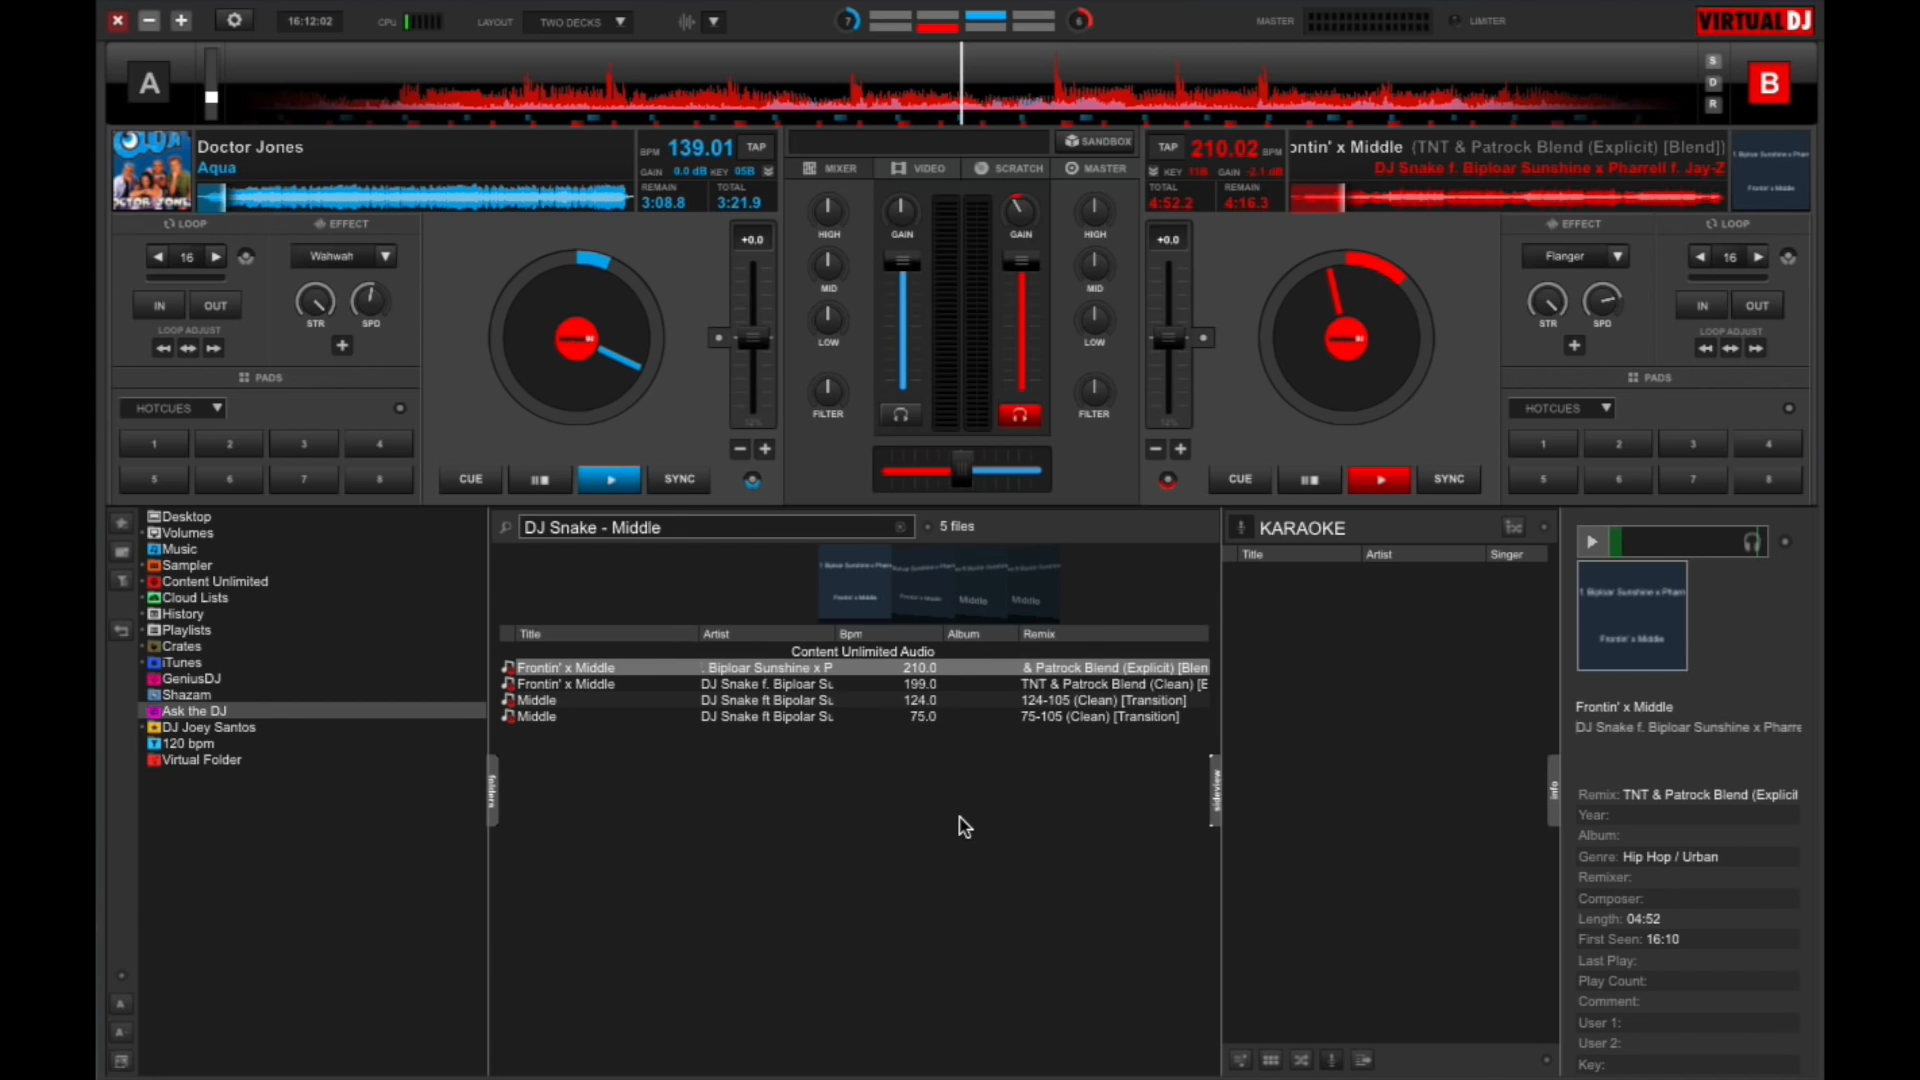 16:12:02
CPU
LAYOUT
TWO DECKS
7
6
MASTER
LIMITER
VIRTUAL DJ
A
S
D
R
B
Doctor Jones
Aqua
BPM 139.01 TAP
GAIN 0.0 dB KEY 05B
REMAIN TOTAL
3:08.8 3:21.9
SANDBOX
MIXER VIDEO SCRATCH MASTER
TAP 210.02 BPM
KEY 11B GAIN -2.1 dB
TOTAL REMAIN
4:52.2 4:16.3
ontin' x Middle (TNT & Patrock Blend (Explicit) [Blend])
DJ Snake f. Biploar Sunshine x Pharrell f. Jay-Z
LOOP EFFECT
16 Wahwah
STR SPD
IN OUT
LOOP ADJUST
PADS
HOTCUES
1 2 3 4
5 6 7 8
+0.0
12%
CUE SYNC
HIGH GAIN GAIN HIGH
MID MID
LOW LOW
FILTER FILTER
+0.0
12%
CUE SYNC
EFFECT LOOP
Flanger 16
STR SPD
IN OUT
LOOP ADJUST
PADS
HOTCUES
1 2 3 4
5 6 7 8
Desktop
Volumes
Music
Sampler
Content Unlimited
Cloud Lists
History
Playlists
Crates
iTunes
GeniusDJ
Shazam
Ask the DJ
DJ Joey Santos
120 bpm
Virtual Folder
folders
DJ Snake - Middle
5 files
Title Artist Bpm Album Remix
Content Unlimited Audio
Frontin' x Middle . Biploar Sunshine x P 210.0 & Patrock Blend (Explicit) [Blen
Frontin' x Middle DJ Snake f. Biploar Su 199.0 TNT & Patrock Blend (Clean) [E
Middle DJ Snake ft Bipolar Su 124.0 124-105 (Clean) [Transition]
Middle DJ Snake ft Bipolar Su 75.0 75-105 (Clean) [Transition]
sideview
KARAOKE
Title Artist Singer
info
f. Biploar Sunshine x Pharr
Frontin' x Middle
Frontin' x Middle
DJ Snake f. Biploar Sunshine x Pharre
Remix: TNT & Patrock Blend (Explicit
Year:
Album:
Genre: Hip Hop / Urban
Remixer:
Composer:
Length: 04:52
First Seen: 16:10
Last Play:
Play Count:
Comment:
User 1:
User 2:
Key: